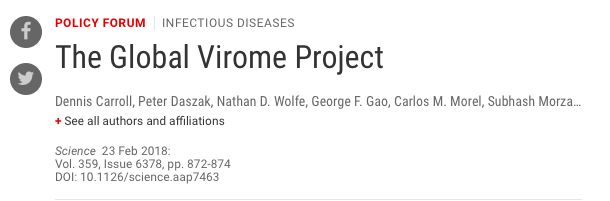 POLICY FORUM | INFECTIOUS DISEASES
The Global Virome Project
Dennis Carroll, Peter Daszak, Nathan D. Wolfe, George F. Gao, Carlos M. Morel, Subhash Morza...
+ See all authors and affiliations
Science 23 Feb 2018:
Vol. 359, Issue 6378, pp. 872-874
DOI: 10.1126/science.aap7463